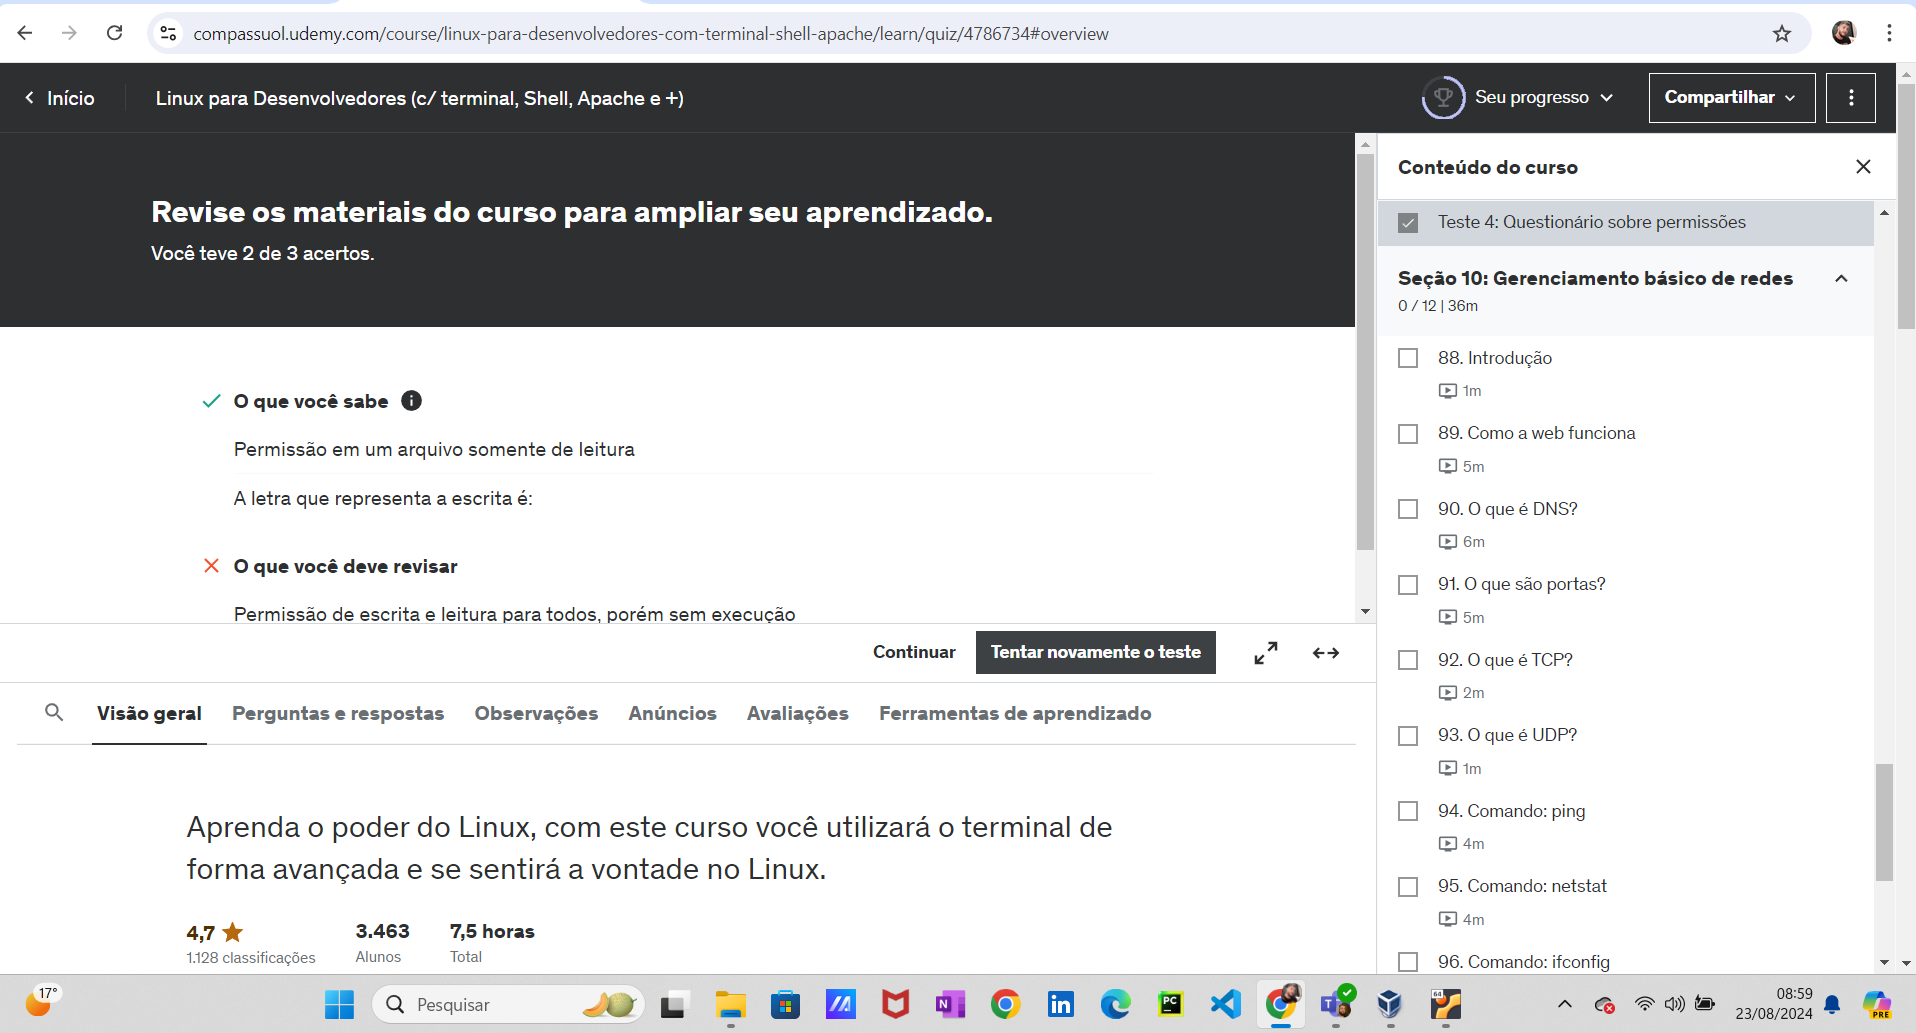 compassuol.udemy.com/course/linux-para-desenvolvedores-com-terminal-shell-apache/learn/quiz/4786734#overview
Início
Linux para Desenvolvedores (c/ terminal, Shell, Apache e +)
Seu progresso
Compartilhar
Revise os materiais do curso para ampliar seu aprendizado.
Você teve 2 de 3 acertos.
O que você sabe
Permissão em um arquivo somente de leitura
A letra que representa a escrita é:
O que você deve revisar
Permissão de escrita e leitura para todos, porém sem execução
Continuar
Tentar novamente o teste
Visão geral
Perguntas e respostas
Observações
Anúncios
Avaliações
Ferramentas de aprendizado
Aprenda o poder do Linux, com este curso você utilizará o terminal de
forma avançada e se sentirá a vontade no Linux.
4,7
1.128 classificações
3.463
Alunos
7,5 horas
Total
Conteúdo do curso
Teste 4: Questionário sobre permissões
Seção 10: Gerenciamento básico de redes
0 / 12 | 36m
88. Introdução
1m
89. Como a web funciona
5m
90. O que é DNS?
6m
91. O que são portas?
5m
92. O que é TCP?
2m
93. O que é UDP?
1m
94. Comando: ping
4m
95. Comando: netstat
4m
96. Comando: ifconfig
17°
Pesquisar
08:59
23/08/2024
PRE